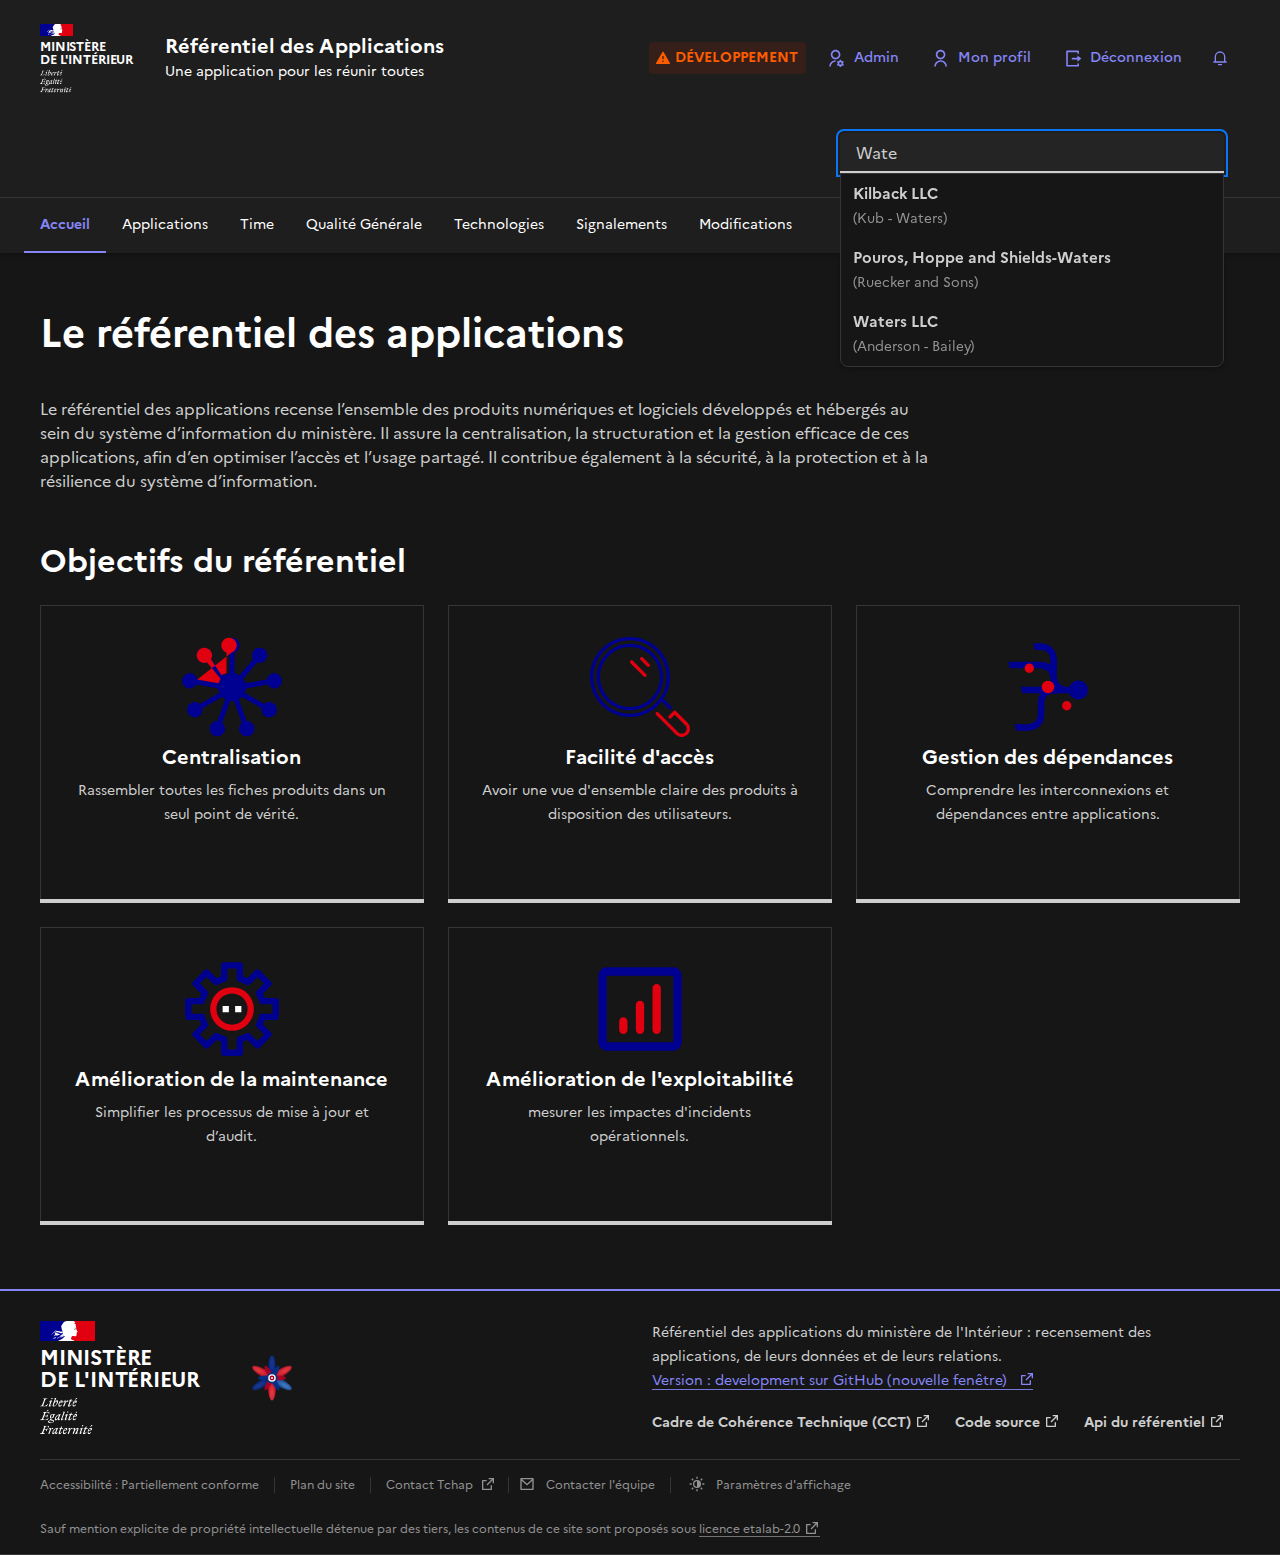 MINISTÈRE
DE L'INTÉRIEUR
Liberté
Égalité
Fraternité
Référentiel des Applications
Une application pour les réunir toutes
DÉVELOPPEMENT
Admin
Mon profil
Déconnexion
Wate
Kilback LLC
(Kub - Waters)
Pouros, Hoppe and Shields-Waters
(Ruecker and Sons)
Waters LLC
(Anderson - Bailey)
Accueil
Applications
Time
Qualité Générale
Technologies
Signalements
Modifications
Le référentiel des applications
Le référentiel des applications recense l’ensemble des produits numériques et logiciels développés et hébergés au
sein du système d’information du ministère. Il assure la centralisation, la structuration et la gestion efficace de ces
applications, afin d’en optimiser l’accès et l’usage partagé. Il contribue également à la sécurité, à la protection et à la
résilience du système d’information.
Objectifs du référentiel
Centralisation
Rassembler toutes les fiches produits dans un
seul point de vérité.
Facilité d'accès
Avoir une vue d'ensemble claire des produits à
disposition des utilisateurs.
Gestion des dépendances
Comprendre les interconnexions et
dépendances entre applications.
Amélioration de la maintenance
Simplifier les processus de mise à jour et
d’audit.
Amélioration de l'exploitabilité
mesurer les impactes d'incidents
opérationnels.
MINISTÈRE
DE L'INTÉRIEUR
Liberté
Égalité
Fraternité
Référentiel des applications du ministère de l'Intérieur : recensement des
applications, de leurs données et de leurs relations.
Version : development sur GitHub (nouvelle fenêtre)
Cadre de Cohérence Technique (CCT)
Code source
Api du référentiel
Accessibilité : Partiellement conforme
Plan du site
Contact Tchap
Contacter l'équipe
Paramètres d'affichage
Sauf mention explicite de propriété intellectuelle détenue par des tiers, les contenus de ce site sont proposés sous licence etalab-2.0